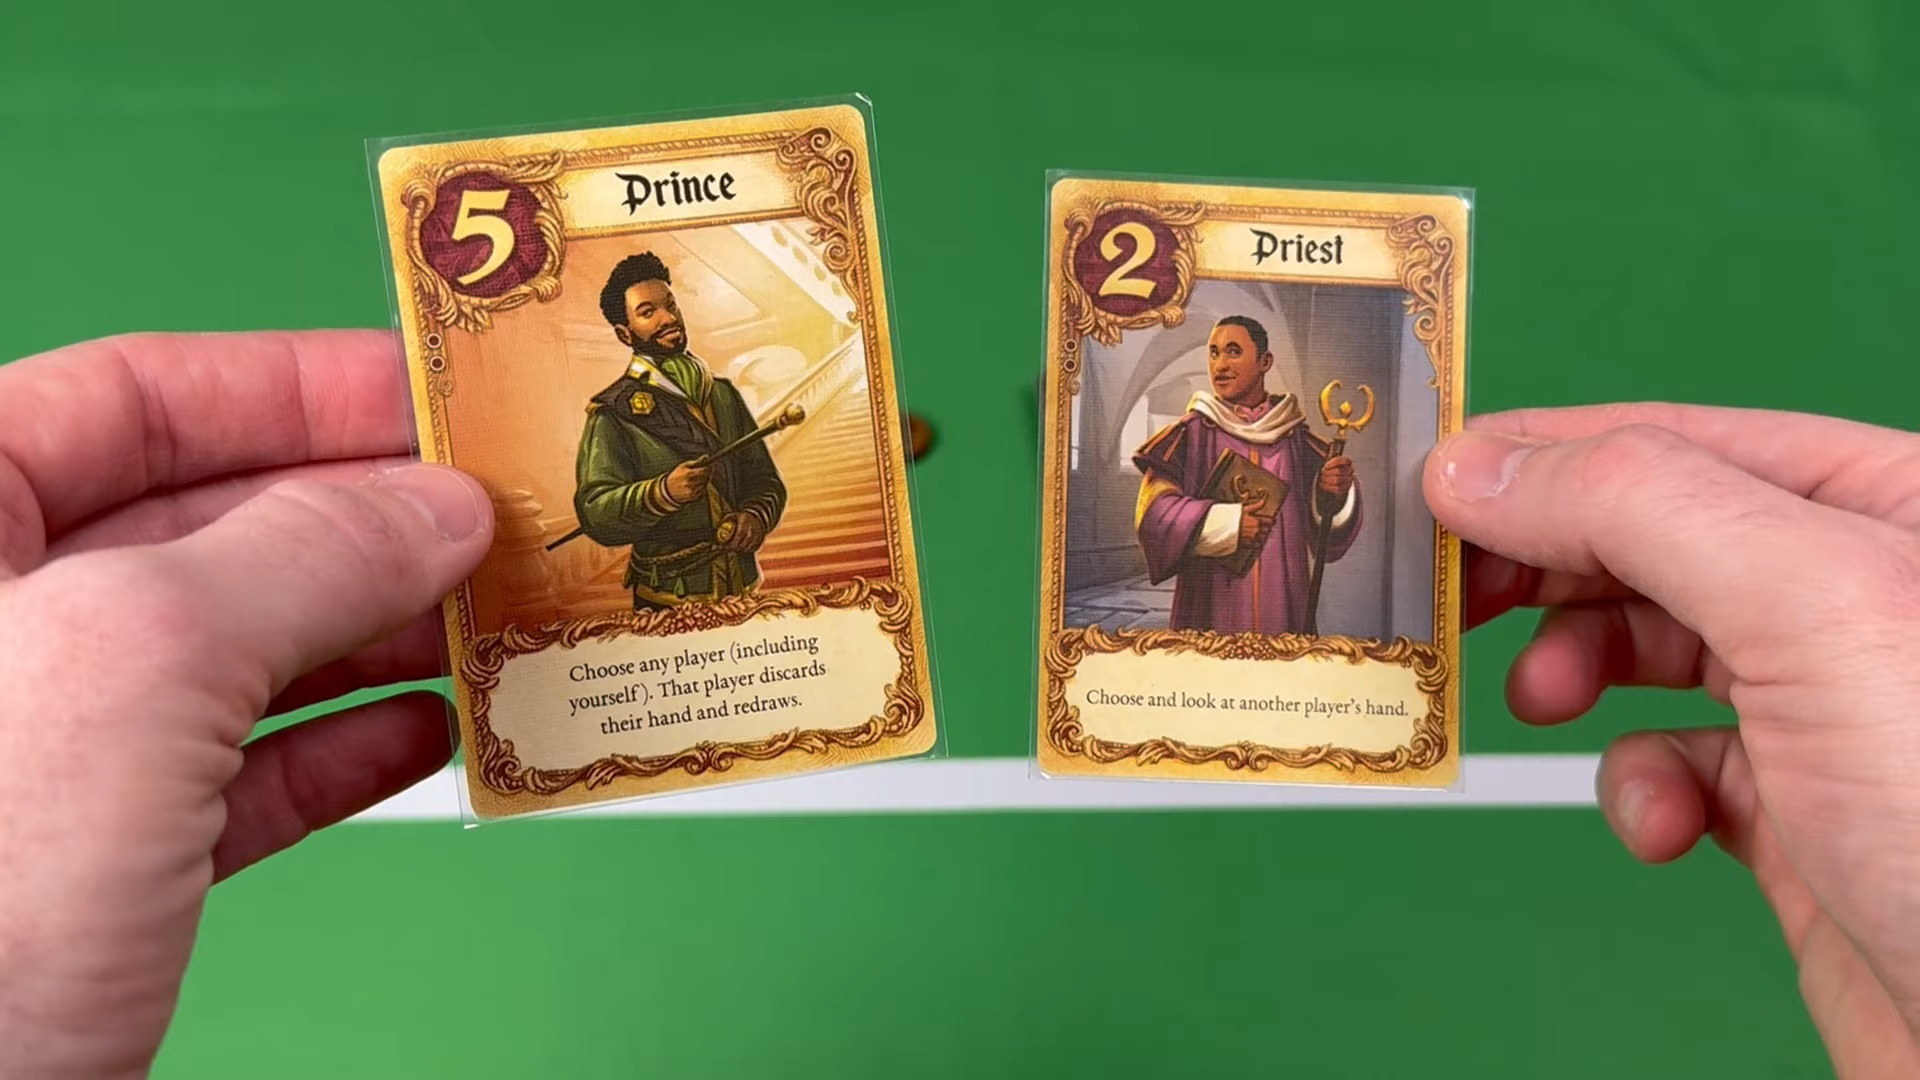 5
Prince
Choose any player (including
yourself). That player discards
their hand and redraws.
2
Priest
Choose and look at another player's hand.